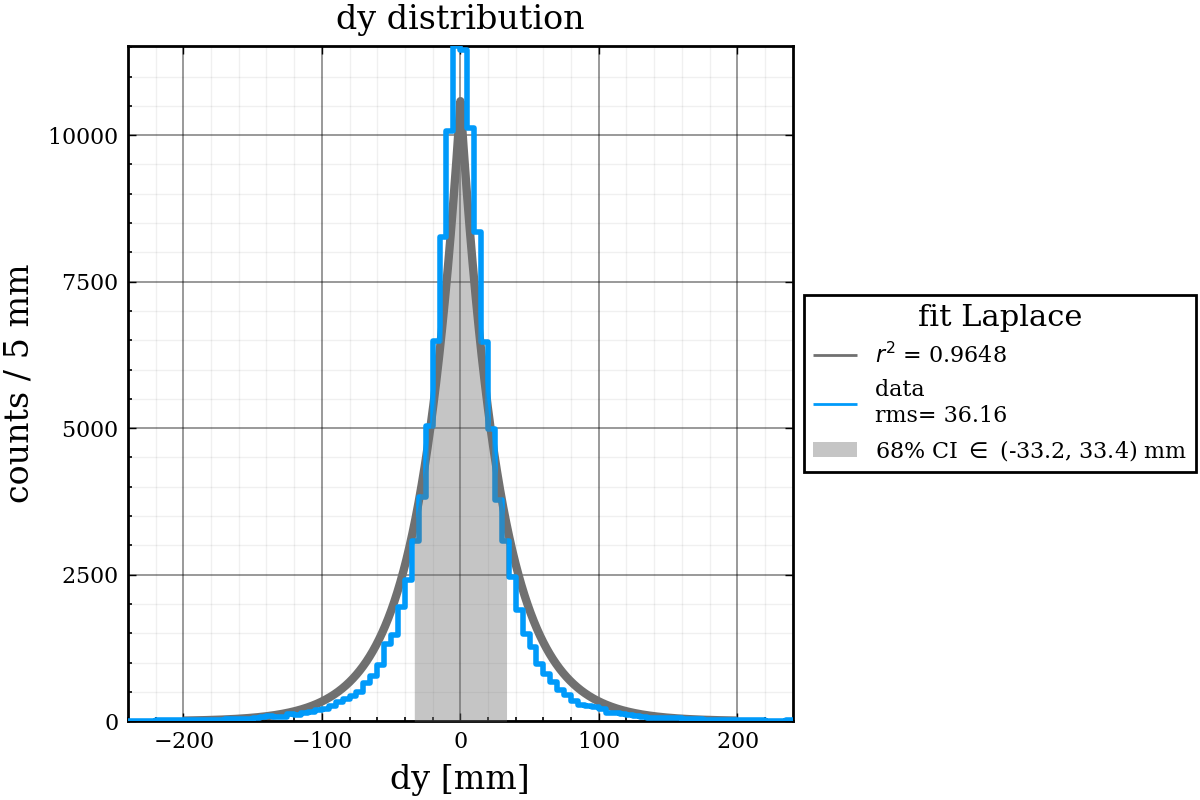 dy distribution
counts / 5 mm
10000
7500
5000
2500
0
−200
−100
0
100
200
dy [mm]
fit Laplace
r² = 0.9648
data
rms= 36.16
68% CI ∈ (-33.2, 33.4) mm